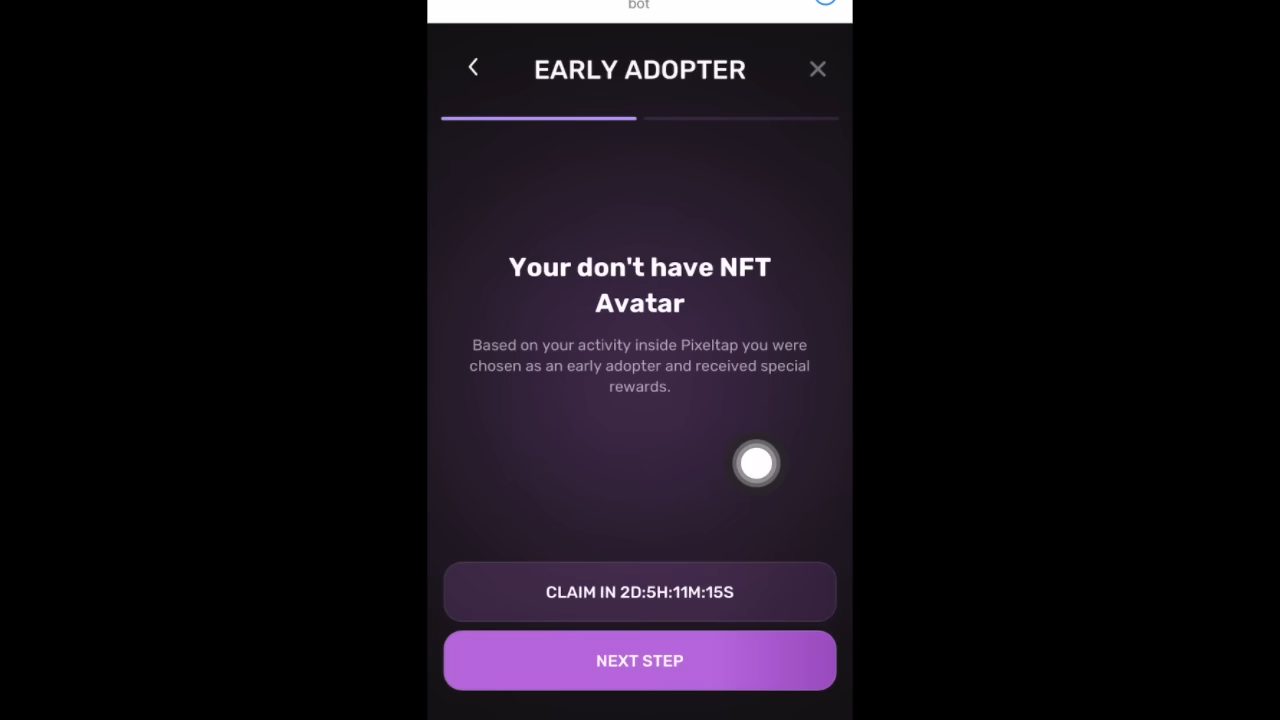 bot
EARLY ADOPTER
Your don't have NFT
Avatar
Based on your activity inside Pixeltap you were
chosen as an early adopter and received special
rewards.
CLAIM IN 2D:5H:11M:15S
NEXT STEP